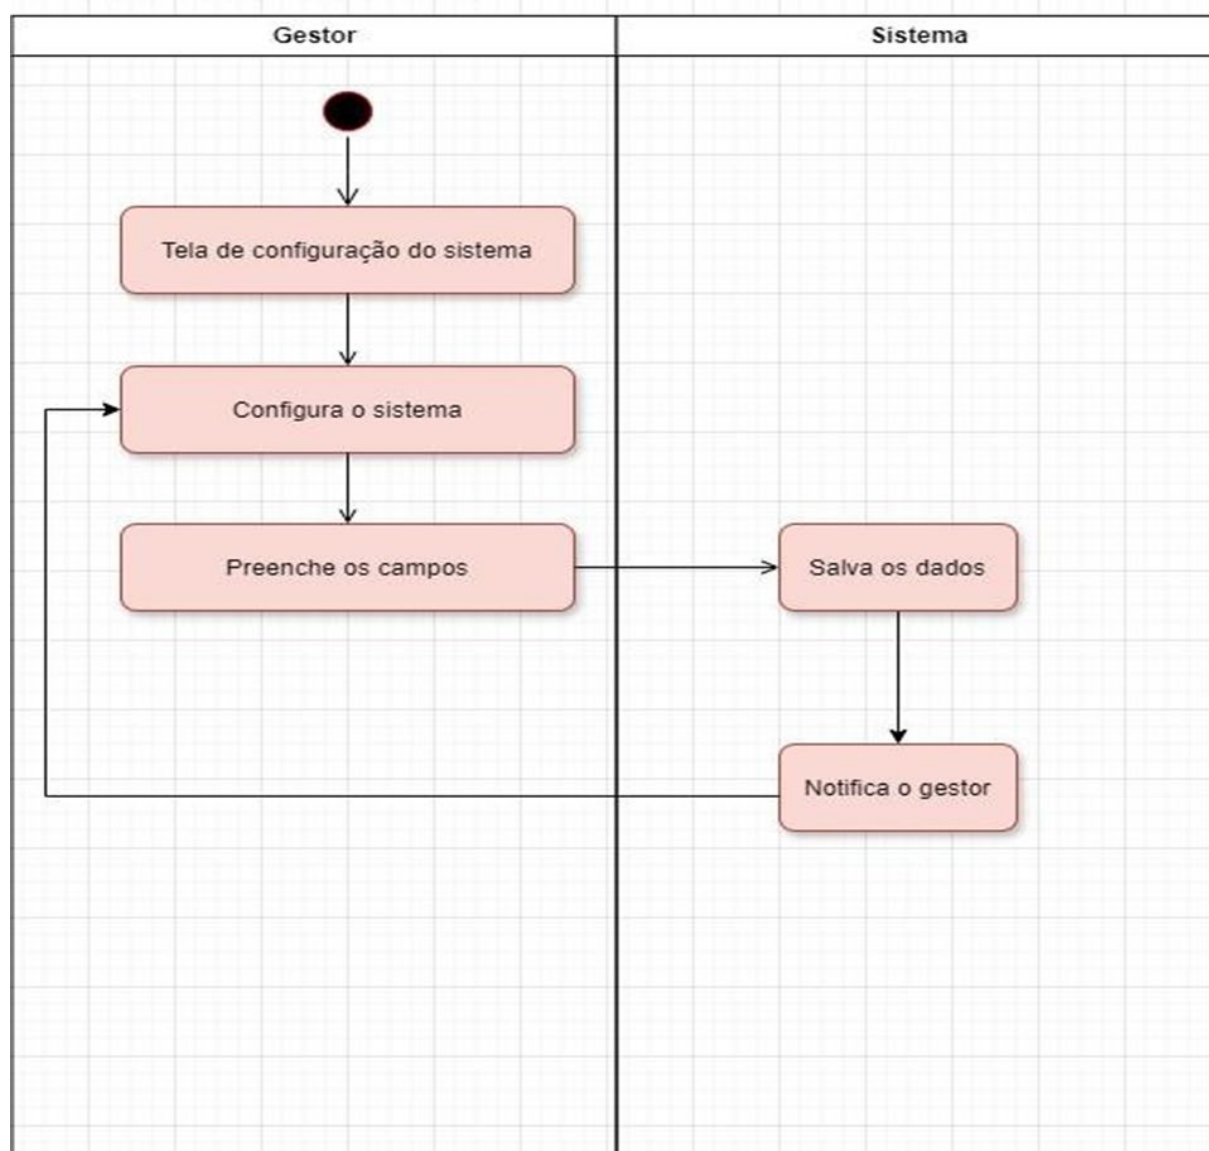 Gestor
Sistema
Tela de configuração do sistema
Configura o sistema
Preenche os campos
Salva os dados
Notifica o gestor